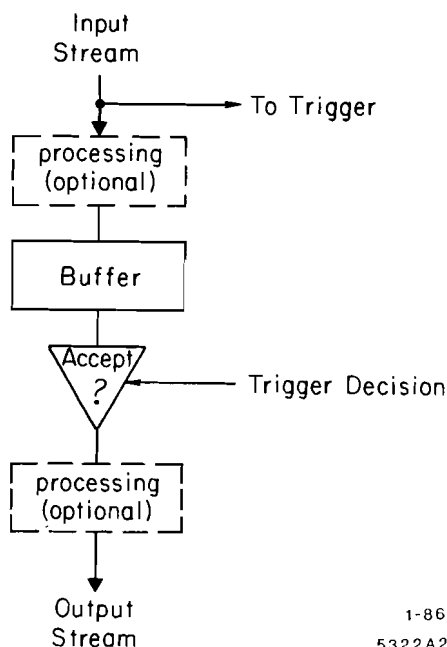 Input
Stream
To Trigger
processing
(optional)
Buffer
Accept
?
Trigger Decision
processing
(optional)
Output
Stream
1-86
5322A2